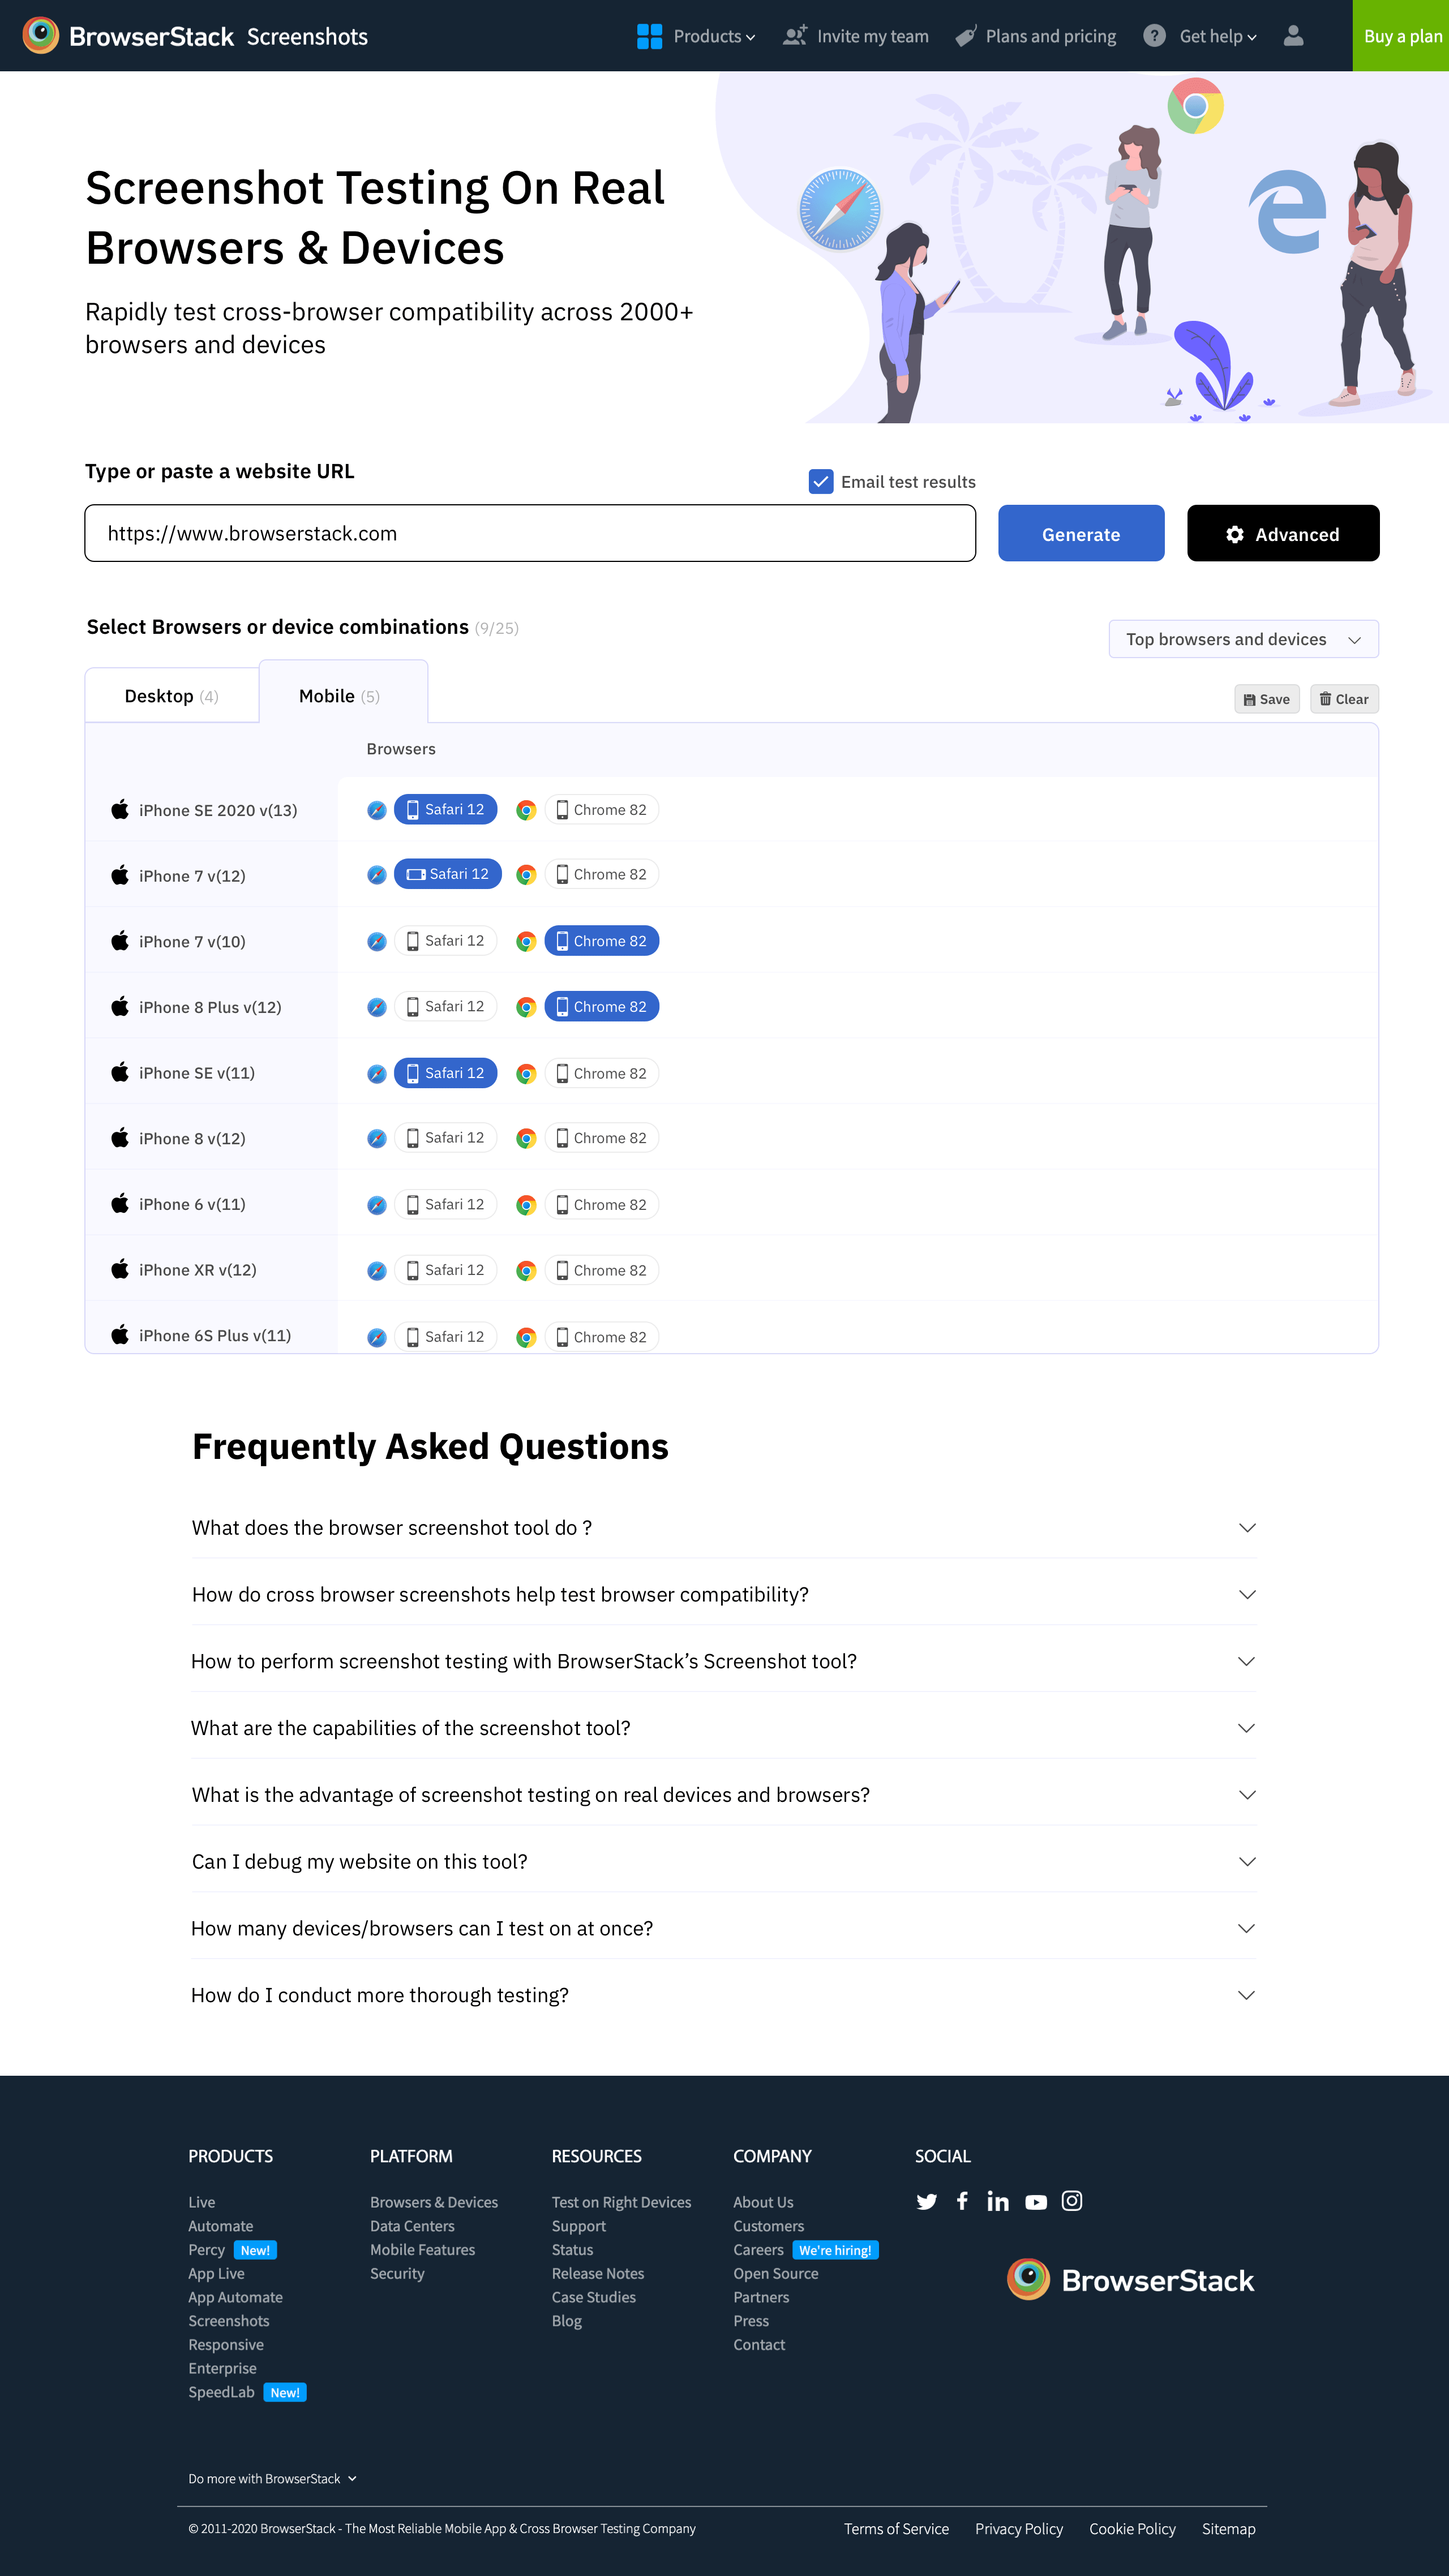 BrowserStack Screenshots
Products
Invite my team
Plans and pricing
? Get help
Buy a plan
Screenshot Testing On Real
Browsers & Devices
Rapidly test cross-browser compatibility across 2000+
browsers and devices
Type or paste a website URL
Email test results
https://www.browserstack.com
Generate
Advanced
Select Browsers or device combinations (9/25)
Top browsers and devices
Desktop (4)
Mobile (5)
Save
Clear
Browsers
iPhone SE 2020 v(13) Safari 12 Chrome 82
iPhone 7 v(12) Safari 12 Chrome 82
iPhone 7 v(10) Safari 12 Chrome 82
iPhone 8 Plus v(12) Safari 12 Chrome 82
iPhone SE v(11) Safari 12 Chrome 82
iPhone 8 v(12) Safari 12 Chrome 82
iPhone 6 v(11) Safari 12 Chrome 82
iPhone XR v(12) Safari 12 Chrome 82
iPhone 6S Plus v(11) Safari 12 Chrome 82
Frequently Asked Questions
What does the browser screenshot tool do ?
How do cross browser screenshots help test browser compatibility?
How to perform screenshot testing with BrowserStack’s Screenshot tool?
What are the capabilities of the screenshot tool?
What is the advantage of screenshot testing on real devices and browsers?
Can I debug my website on this tool?
How many devices/browsers can I test on at once?
How do I conduct more thorough testing?
PRODUCTS
Live
Automate
Percy New!
App Live
App Automate
Screenshots
Responsive
Enterprise
SpeedLab New!
PLATFORM
Browsers & Devices
Data Centers
Mobile Features
Security
RESOURCES
Test on Right Devices
Support
Status
Release Notes
Case Studies
Blog
COMPANY
About Us
Customers
Careers We're hiring!
Open Source
Partners
Press
Contact
SOCIAL
BrowserStack
Do more with BrowserStack
© 2011-2020 BrowserStack - The Most Reliable Mobile App & Cross Browser Testing Company
Terms of Service
Privacy Policy
Cookie Policy
Sitemap